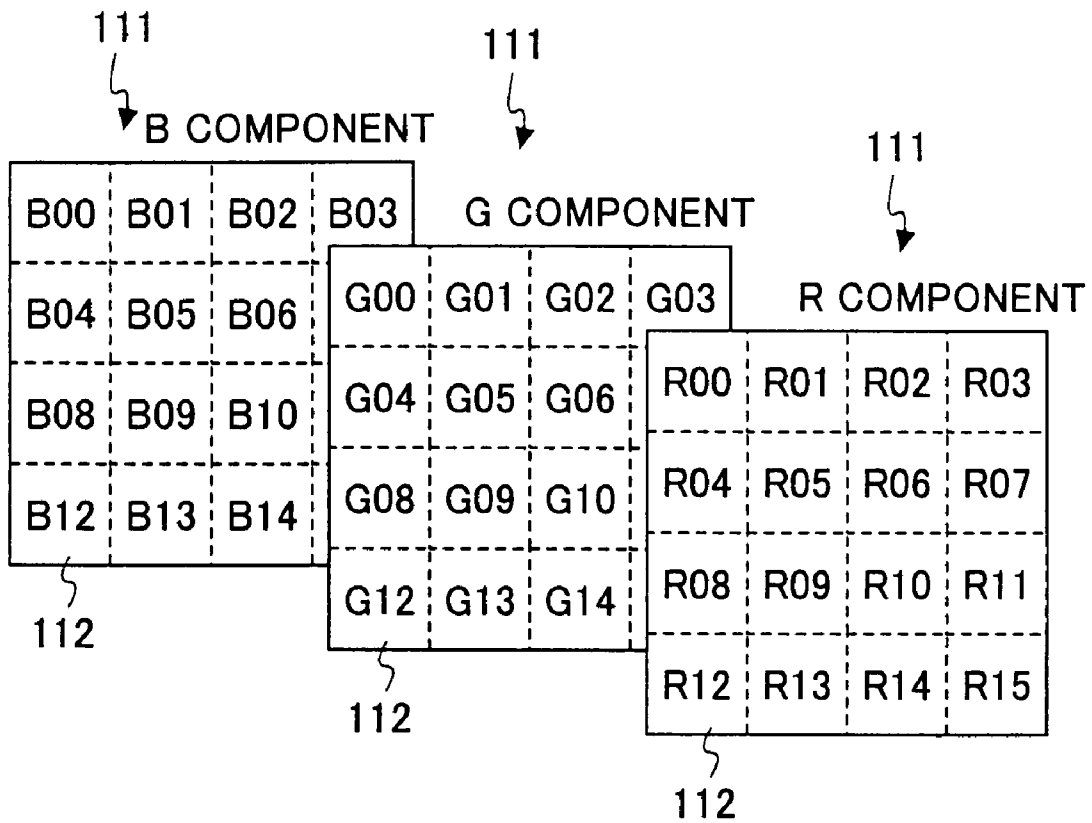 111
B COMPONENT
B00 B01 B02 B03
B04 B05 B06
B08 B09 B10
B12 B13 B14
112
111
G COMPONENT
G00 G01 G02 G03
G04 G05 G06
G08 G09 G10
G12 G13 G14
112
111
R COMPONENT
R00 R01 R02 R03
R04 R05 R06 R07
R08 R09 R10 R11
R12 R13 R14 R15
112